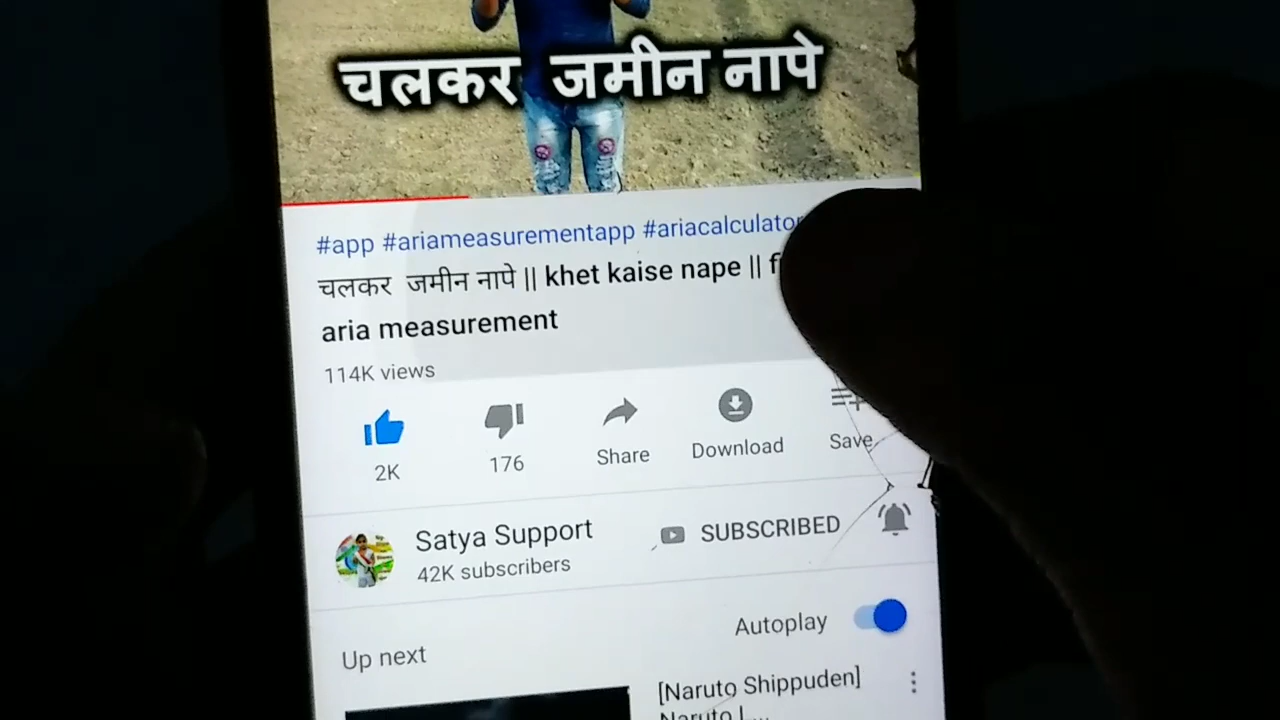 चलकर जमीन नापे
#app #ariameasurementapp #ariacalculator
चलकर जमीन नापे || khet kaise nape ||
aria measurement
114K views
2K
176
Share
Download
Save
Satya Support
42K subscribers
SUBSCRIBED
Autoplay
Up next
[Naruto Shippuden]
Naruto